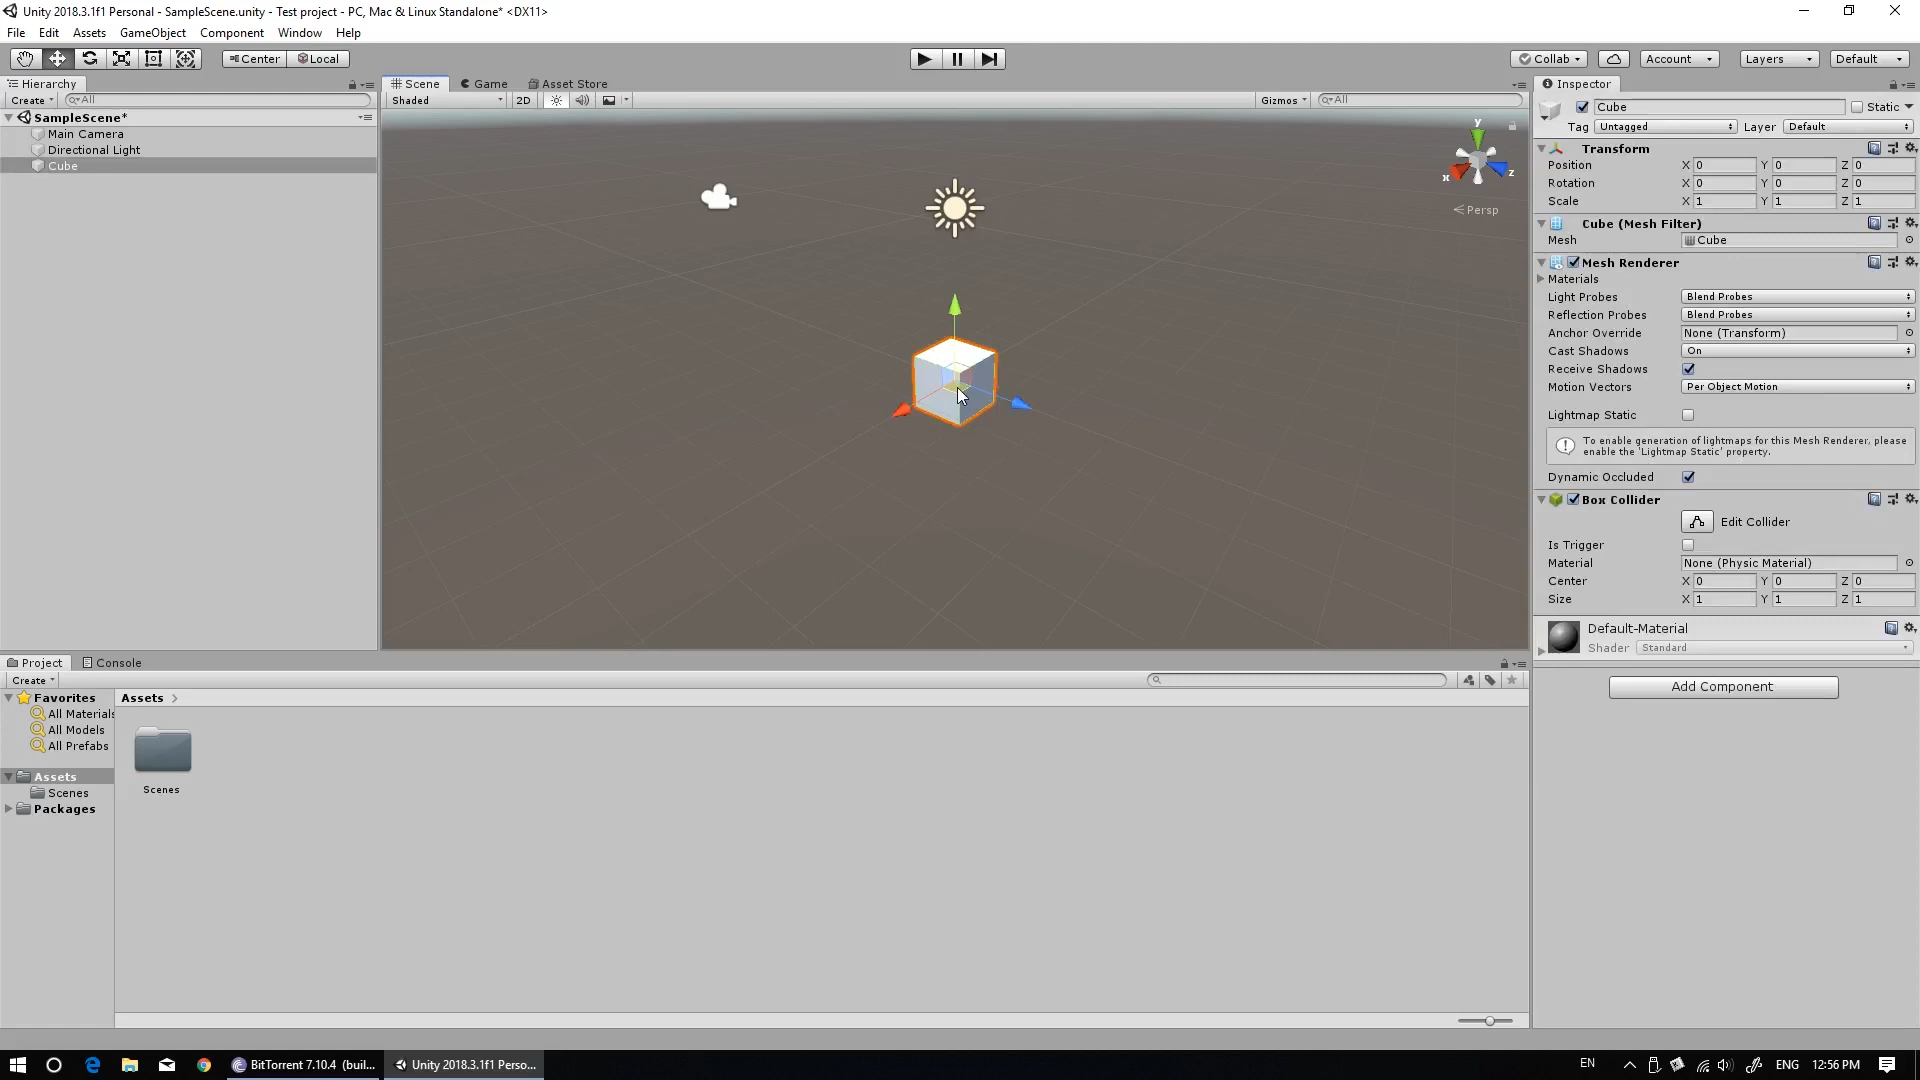 Unity 2018.3.1f1 Personal - SampleScene.unity - Test project - PC, Mac & Linux Standalone* <DX11>
File Edit Assets GameObject Component Window Help
Center Local Collab Account Layers Default
Hierarchy
Create All
SampleScene*
Main Camera
Directional Light
Cube
Scene Game Asset Store
Shaded 2D Gizmos All
y
x z
Persp
Inspector
Cube Static
Tag Untagged Layer Default
Transform
Position X 0 Y 0 Z 0
Rotation X 0 Y 0 Z 0
Scale X 1 Y 1 Z 1
Cube (Mesh Filter)
Mesh Cube
Mesh Renderer
Materials
Light Probes Blend Probes
Reflection Probes Blend Probes
Anchor Override None (Transform)
Cast Shadows On
Receive Shadows
Motion Vectors Per Object Motion
Lightmap Static
To enable generation of lightmaps for this Mesh Renderer, please
enable the 'Lightmap Static' property.
Dynamic Occluded
Box Collider
Edit Collider
Is Trigger
Material None (Physic Material)
Center X 0 Y 0 Z 0
Size X 1 Y 1 Z 1
Default-Material
Shader Standard
Add Component
Project Console
Create
Favorites
All Materials
All Models
All Prefabs
Assets
Scenes
Packages
Assets
Scenes
BitTorrent 7.10.4 (buil... Unity 2018.3.1f1 Perso... EN ENG 12:56 PM